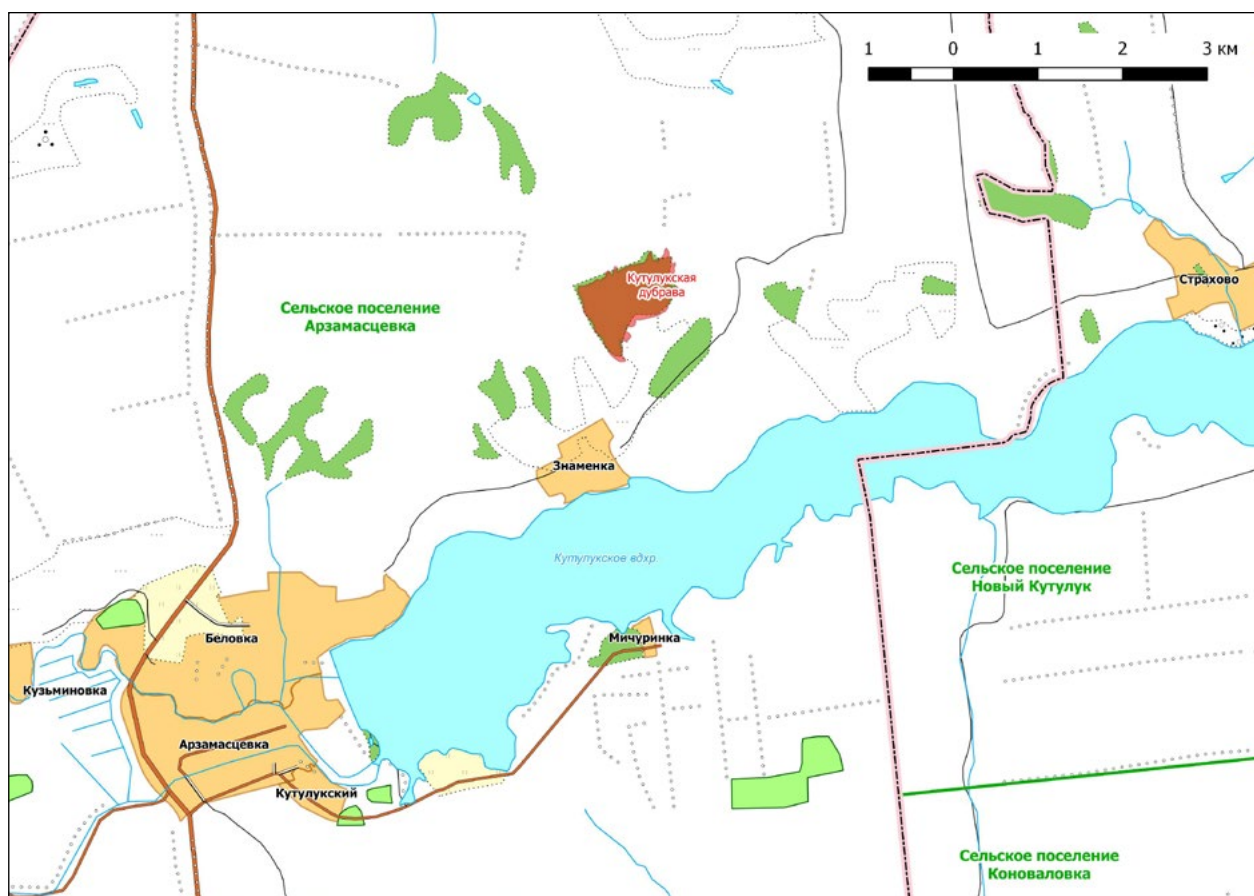 1 0 1 2 3 км
Страхово
Кутулукская
дубрава
Сельское поселение
Арзамасцевка
Знаменка
Кутулукское вдхр.
Сельское поселение
Новый Кутулук
Беловка
Мичуринка
Кузьминовка
Арзамасцевка
Кутулукский
Сельское поселение
Коноваловка